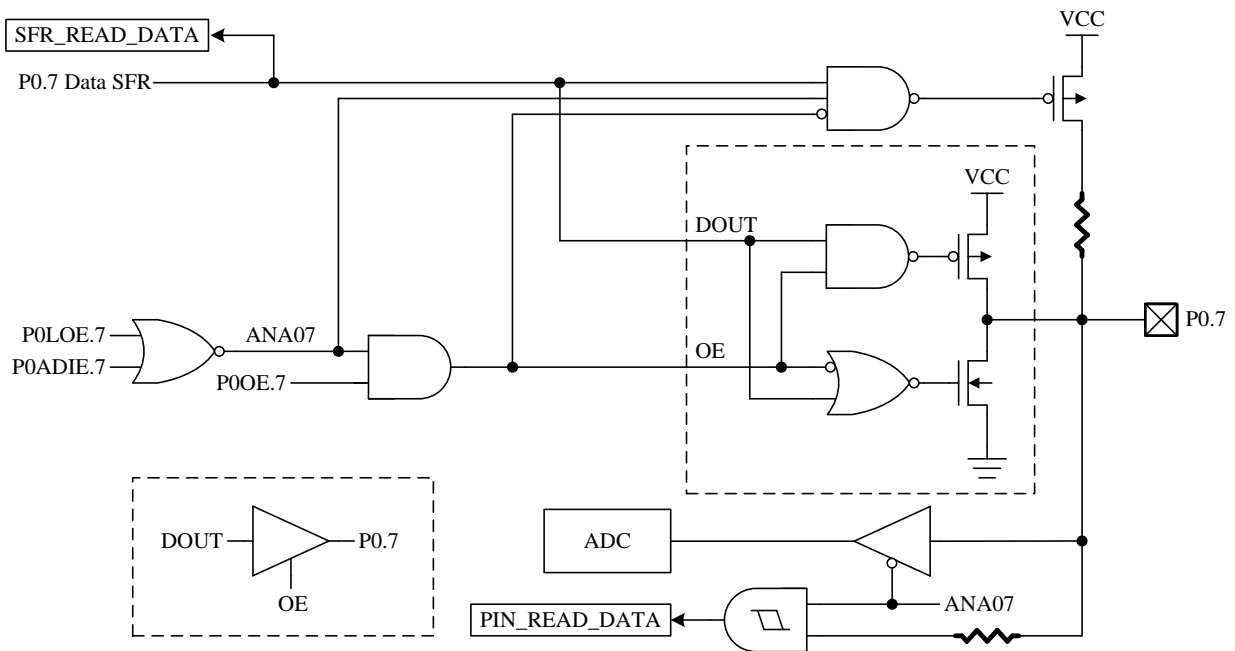 SFR_READ_DATA
VCC
P0.7 Data SFR
VCC
DOUT
P0LOE.7
ANA07
P0.7
P0ADIE.7
P0OE.7
OE
DOUT
P0.7
ADC
OE
ANA07
PIN_READ_DATA